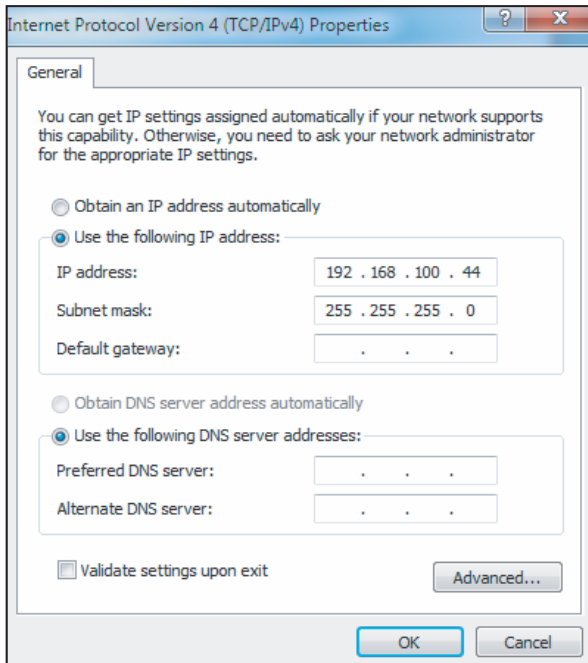 Internet Protocol Version 4 (TCP/IPv4) Properties
?
General
You can get IP settings assigned automatically if your network supports
this capability. Otherwise, you need to ask your network administrator
for the appropriate IP settings.
Obtain an IP address automatically
Use the following IP address:
IP address: 192 . 168 . 100 . 44
Subnet mask: 255 . 255 . 255 . 0
Default gateway: . . .
Obtain DNS server address automatically
Use the following DNS server addresses:
Preferred DNS server: . . .
Alternate DNS server: . . .
Validate settings upon exit
Advanced...
OK Cancel